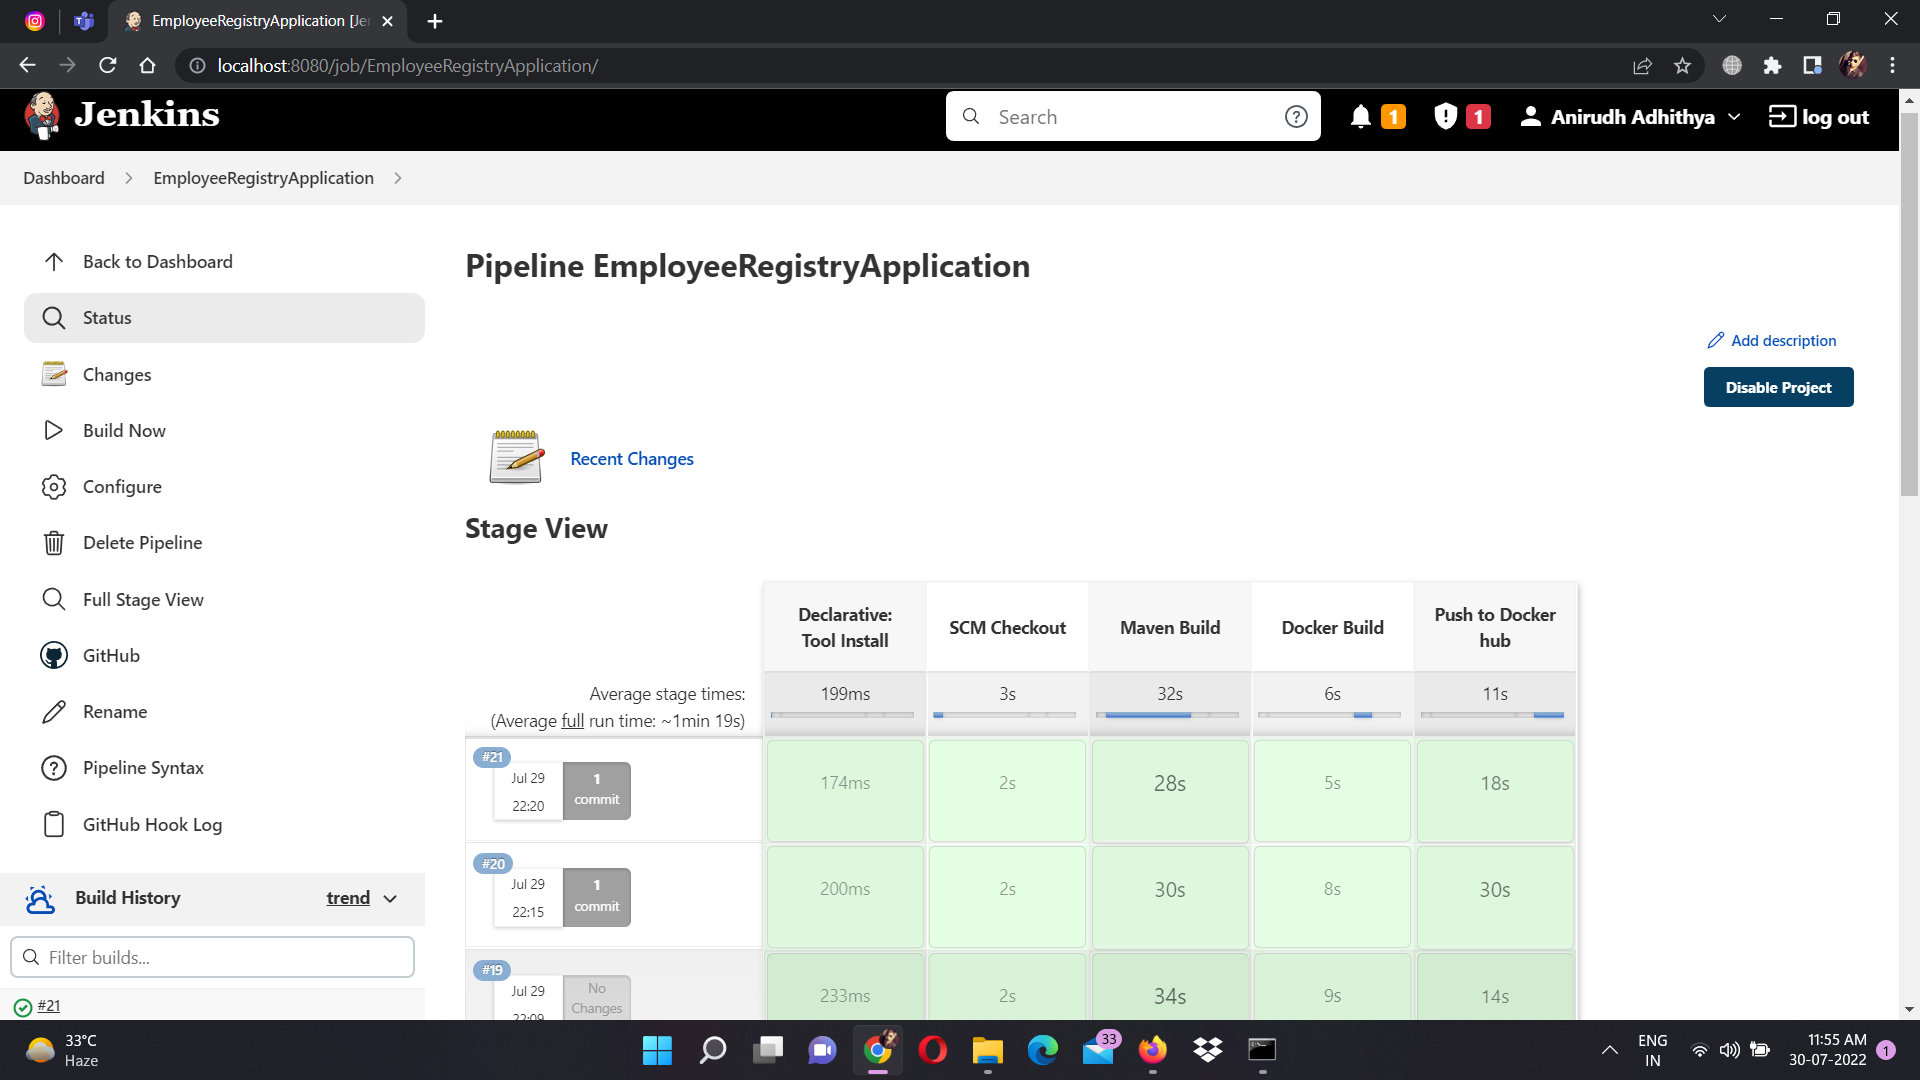 EmployeeRegistryApplication [Je
localhost:8080/job/EmployeeRegistryApplication/
Jenkins
Search
1
1
Anirudh Adhithya
log out
Dashboard
EmployeeRegistryApplication
Back to Dashboard
Status
Changes
Build Now
Configure
Delete Pipeline
Full Stage View
GitHub
Rename
Pipeline Syntax
GitHub Hook Log
Build History
trend
Filter builds...
#21
Pipeline EmployeeRegistryApplication
Add description
Disable Project
Recent Changes
Stage View
Declarative:
Tool Install
SCM Checkout
Maven Build
Docker Build
Push to Docker
hub
Average stage times:
(Average full run time: ~1min 19s)
199ms
3s
32s
6s
11s
#21
Jul 29
22:20
1
commit
174ms
2s
28s
5s
18s
#20
Jul 29
22:15
1
commit
200ms
2s
30s
8s
30s
#19
Jul 29
22:09
No
Changes
233ms
2s
34s
9s
14s
33°C
Haze
33
ENG
IN
11:55 AM
30-07-2022
1